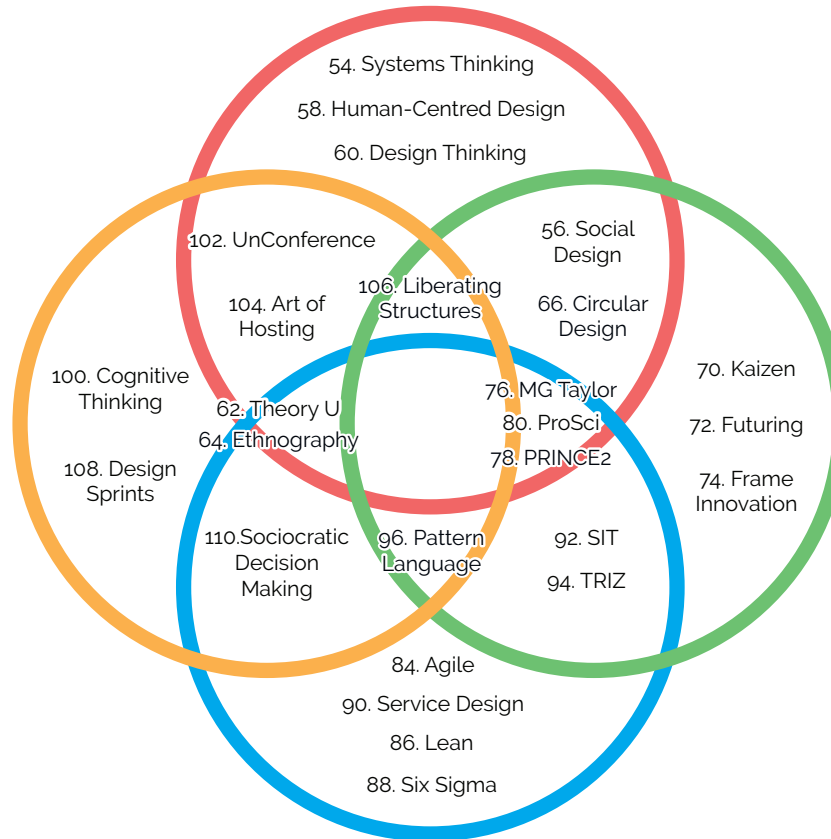 54. Systems Thinking
58. Human-Centred Design
60. Design Thinking
102. UnConference
56. Social
Design
106. Liberating
Structures
104. Art of
Hosting
66. Circular
Design
100. Cognitive
Thinking
70. Kaizen
76. MG Taylor
62. Theory U
80. ProSci
72. Futuring
64. Ethnography
78. PRINCE2
108. Design
Sprints
74. Frame
Innovation
110.Sociocratic
Decision
Making
96. Pattern
Language
92. SIT
94. TRIZ
84. Agile
90. Service Design
86. Lean
88. Six Sigma